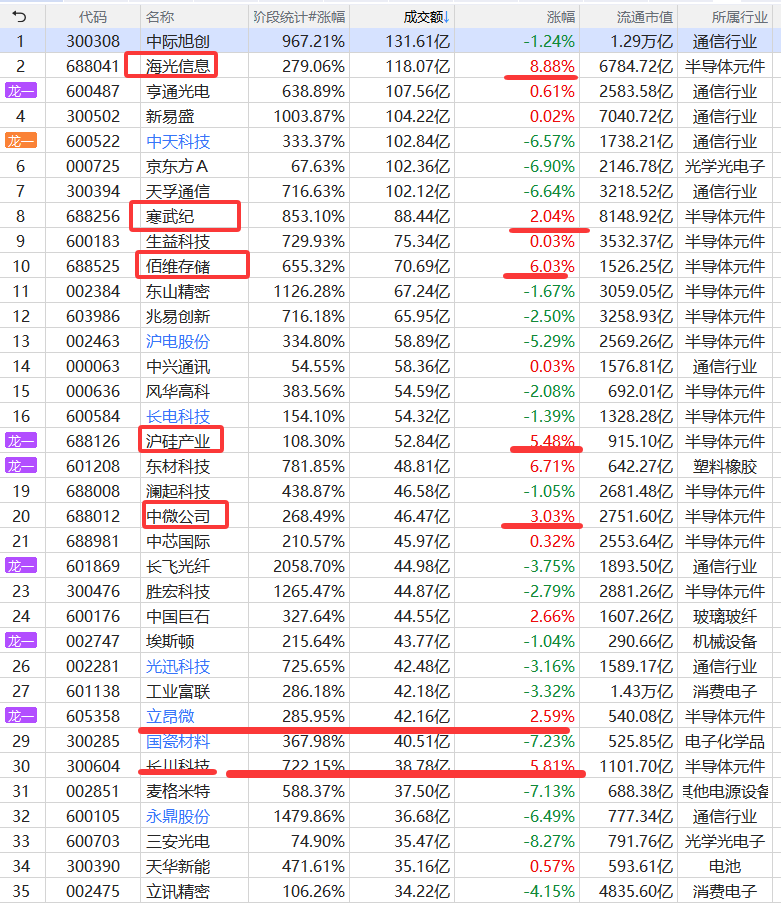 代码 名称 阶段统计#涨幅 成交额↓ 涨幅 流通市值 所属行业
1 300308 中际旭创 967.21% 131.61亿 -1.24% 1.29万亿 通信行业
2 688041 海光信息 279.06% 118.07亿 8.88% 6784.72亿 半导体元件
龙一 600487 亨通光电 638.89% 107.56亿 0.61% 2583.58亿 通信行业
4 300502 新易盛 1003.87% 104.22亿 0.02% 7040.72亿 通信行业
龙一 600522 中天科技 333.37% 102.84亿 -6.57% 1738.21亿 通信行业
6 000725 京东方Ａ 67.63% 102.36亿 -6.90% 2146.78亿 光学光电子
7 300394 天孚通信 716.63% 102.12亿 -6.64% 3218.52亿 通信行业
8 688256 寒武纪 853.10% 88.44亿 2.04% 8148.92亿 半导体元件
9 600183 生益科技 729.93% 75.34亿 0.03% 3532.37亿 半导体元件
10 688525 佰维存储 655.32% 70.69亿 6.03% 1526.25亿 半导体元件
11 002384 东山精密 1126.28% 67.24亿 -1.67% 3059.05亿 半导体元件
12 603986 兆易创新 716.18% 65.95亿 -2.50% 3258.93亿 半导体元件
13 002463 沪电股份 334.80% 58.89亿 -5.29% 2569.26亿 半导体元件
14 000063 中兴通讯 54.55% 58.36亿 0.03% 1576.81亿 通信行业
15 000636 风华高科 383.56% 54.59亿 -2.08% 692.01亿 半导体元件
16 600584 长电科技 154.10% 54.32亿 -1.39% 1328.28亿 半导体元件
龙一 688126 沪硅产业 108.30% 52.84亿 5.48% 915.10亿 半导体元件
龙一 601208 东材科技 781.85% 48.81亿 6.71% 642.27亿 塑料橡胶
19 688008 澜起科技 438.87% 46.58亿 -1.05% 2681.48亿 半导体元件
20 688012 中微公司 268.49% 46.47亿 3.03% 2751.60亿 半导体元件
21 688981 中芯国际 210.57% 45.97亿 0.32% 2553.64亿 半导体元件
龙一 601869 长飞光纤 2058.70% 44.98亿 -3.75% 1893.50亿 通信行业
23 300476 胜宏科技 1265.47% 44.87亿 -2.79% 2881.26亿 半导体元件
24 600176 中国巨石 327.64% 44.55亿 2.66% 1607.26亿 玻璃玻纤
龙一 002747 埃斯顿 215.64% 43.77亿 -1.04% 290.66亿 机械设备
26 002281 光迅科技 725.65% 42.48亿 -3.16% 1589.17亿 通信行业
27 601138 工业富联 286.18% 42.18亿 -3.32% 1.43万亿 消费电子
龙一 605358 立昂微 285.95% 42.16亿 2.59% 540.08亿 半导体元件
29 300285 国瓷材料 367.98% 40.51亿 -7.23% 525.85亿 电子化学品
30 300604 长川科技 722.15% 38.78亿 5.81% 1101.70亿 半导体元件
31 002851 麦格米特 588.37% 37.50亿 -7.13% 688.38亿 其他电源设备
32 600105 永鼎股份 1479.86% 36.68亿 -6.49% 777.34亿 通信行业
33 600703 三安光电 74.90% 35.47亿 -8.27% 791.76亿 光学光电子
34 300390 天华新能 471.61% 35.16亿 0.57% 593.61亿 电池
35 002475 立讯精密 106.26% 34.22亿 -4.15% 4835.60亿 消费电子